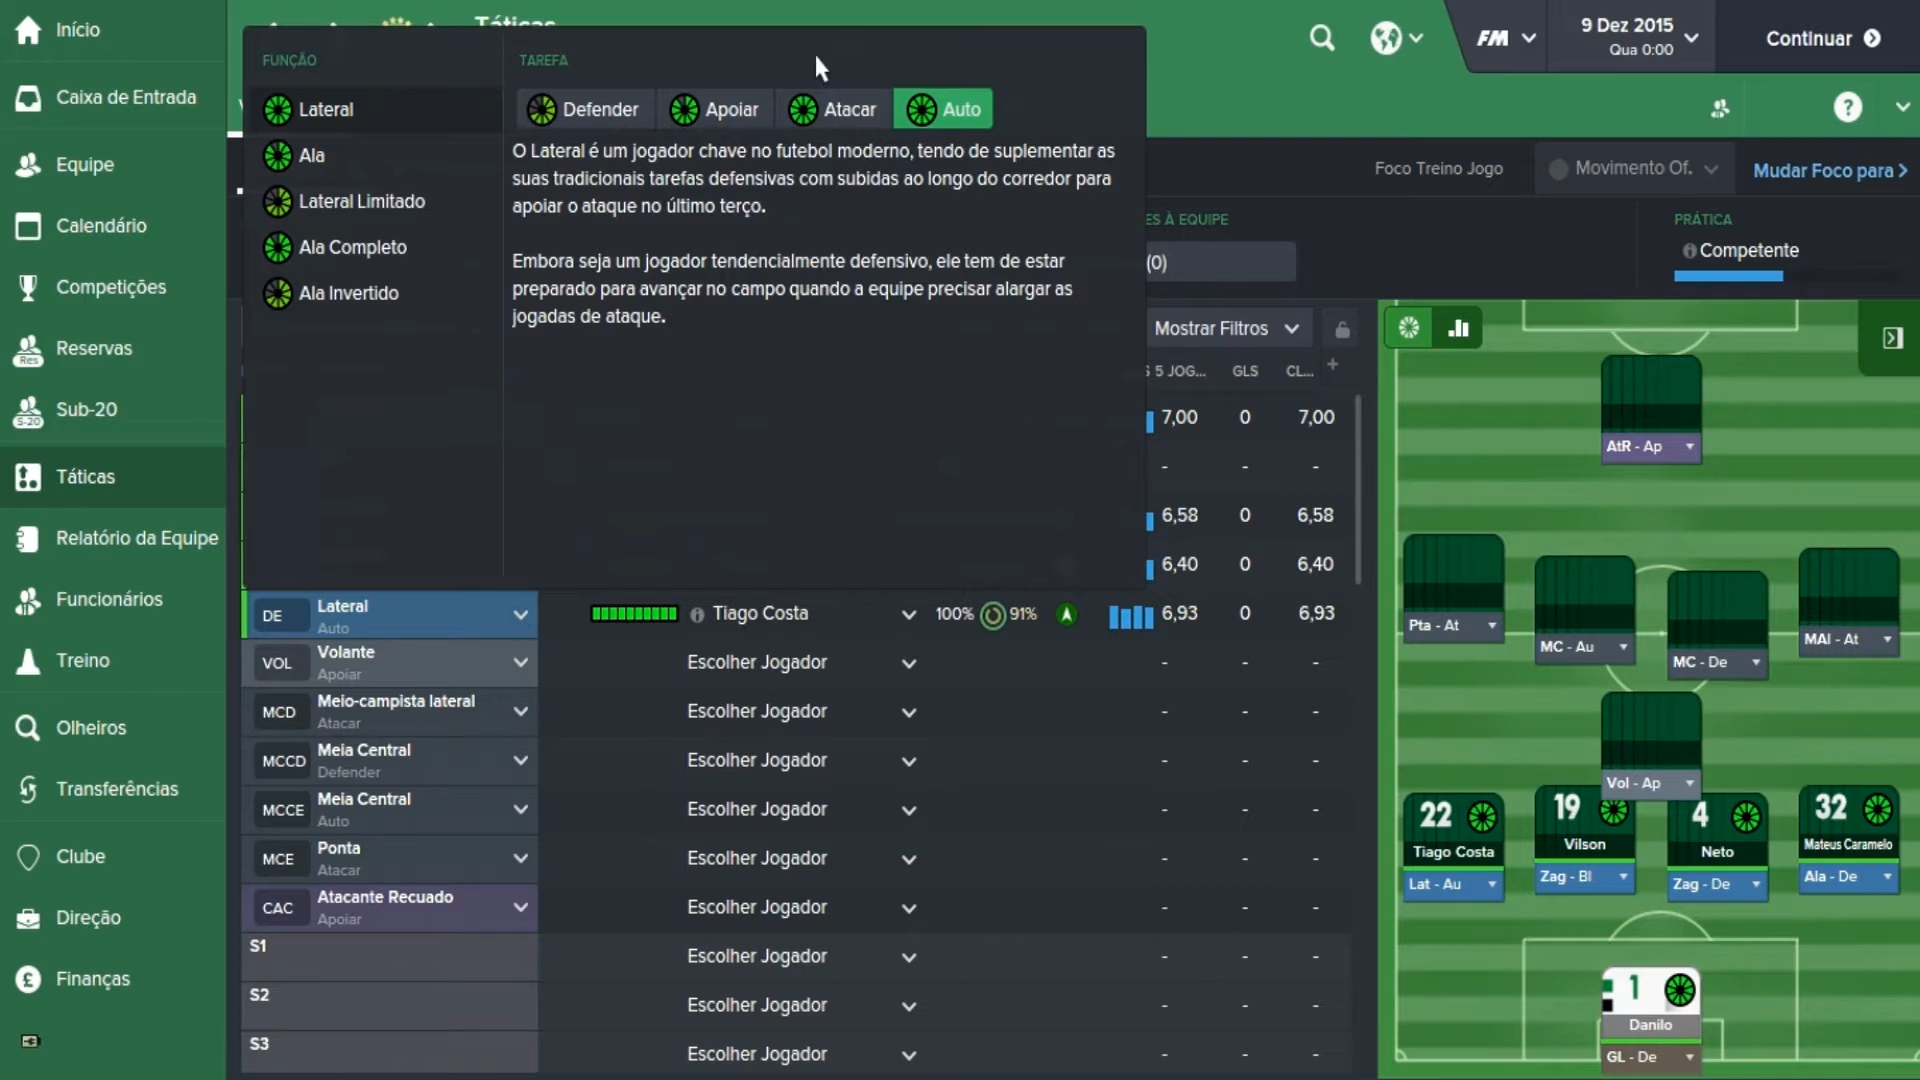 Início
Caixa de Entrada
Equipe
Calendário
Competições
Reservas
Res
Sub-20
S-20
Táticas
Relatório da Equipe
Funcionários
Treino
Olheiros
Transferências
Clube
Direção
Finanças
Táticas
FM
9 Dez 2015
Qua 0:00
Continuar
?
FUNÇÃO
Lateral
Ala
Lateral Limitado
Ala Completo
Ala Invertido
TAREFA
Defender
Apoiar
Atacar
Auto
O Lateral é um jogador chave no futebol moderno, tendo de suplementar as
suas tradicionais tarefas defensivas com subidas ao longo do corredor para
apoiar o ataque no último terço.
Embora seja um jogador tendencialmente defensivo, ele tem de estar
preparado para avançar no campo quando a equipe precisar alargar as
jogadas de ataque.
Foco Treino Jogo
Movimento Of.
Mudar Foco para >
ES À EQUIPE
(0)
PRÁTICA
Competente
Mostrar Filtros
5 JOG... GLS CL... +
7,00 0 7,00
- - -
6,58 0 6,58
6,40 0 6,40
DE Lateral Auto Tiago Costa 100% 91% 6,93 0 6,93
VOL Volante Apoiar Escolher Jogador - - -
MCD Meio-campista lateral Atacar Escolher Jogador - - -
MCCD Meia Central Defender Escolher Jogador - - -
MCCE Meia Central Auto Escolher Jogador - - -
MCE Ponta Atacar Escolher Jogador - - -
CAC Atacante Recuado Apoiar Escolher Jogador - - -
S1 Escolher Jogador - - -
S2 Escolher Jogador - - -
S3 Escolher Jogador - - -
AtR - Ap
Pta - At
MC - Au
MC - De
MAl - At
Vol - Ap
22
Tiago Costa
Lat - Au
19
Vilson
Zag - Bl
4
Neto
Zag - De
32
Mateus Caramelo
Ala - De
1
Danilo
GL - De